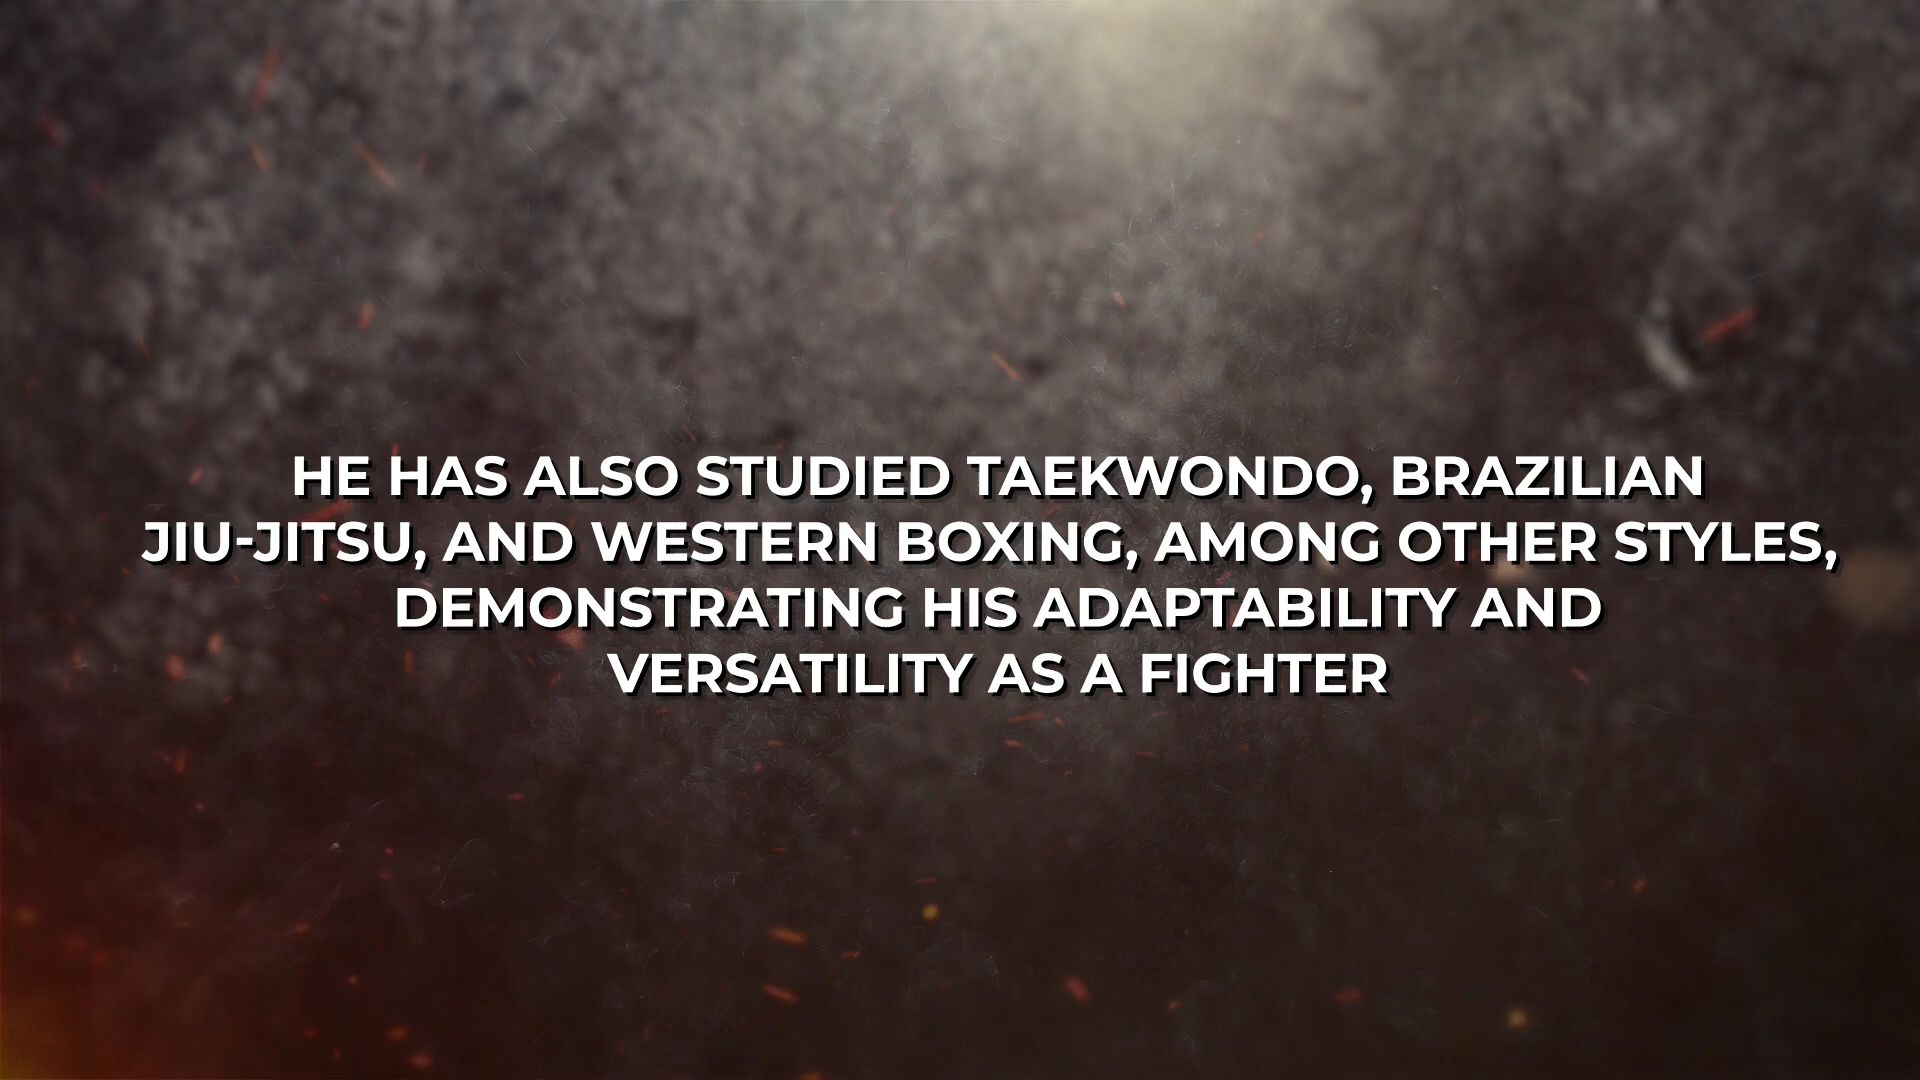 HE HAS ALSO STUDIED TAEKWONDO, BRAZILIAN
JIU-JITSU, AND WESTERN BOXING, AMONG OTHER STYLES,
DEMONSTRATING HIS ADAPTABILITY AND
VERSATILITY AS A FIGHTER